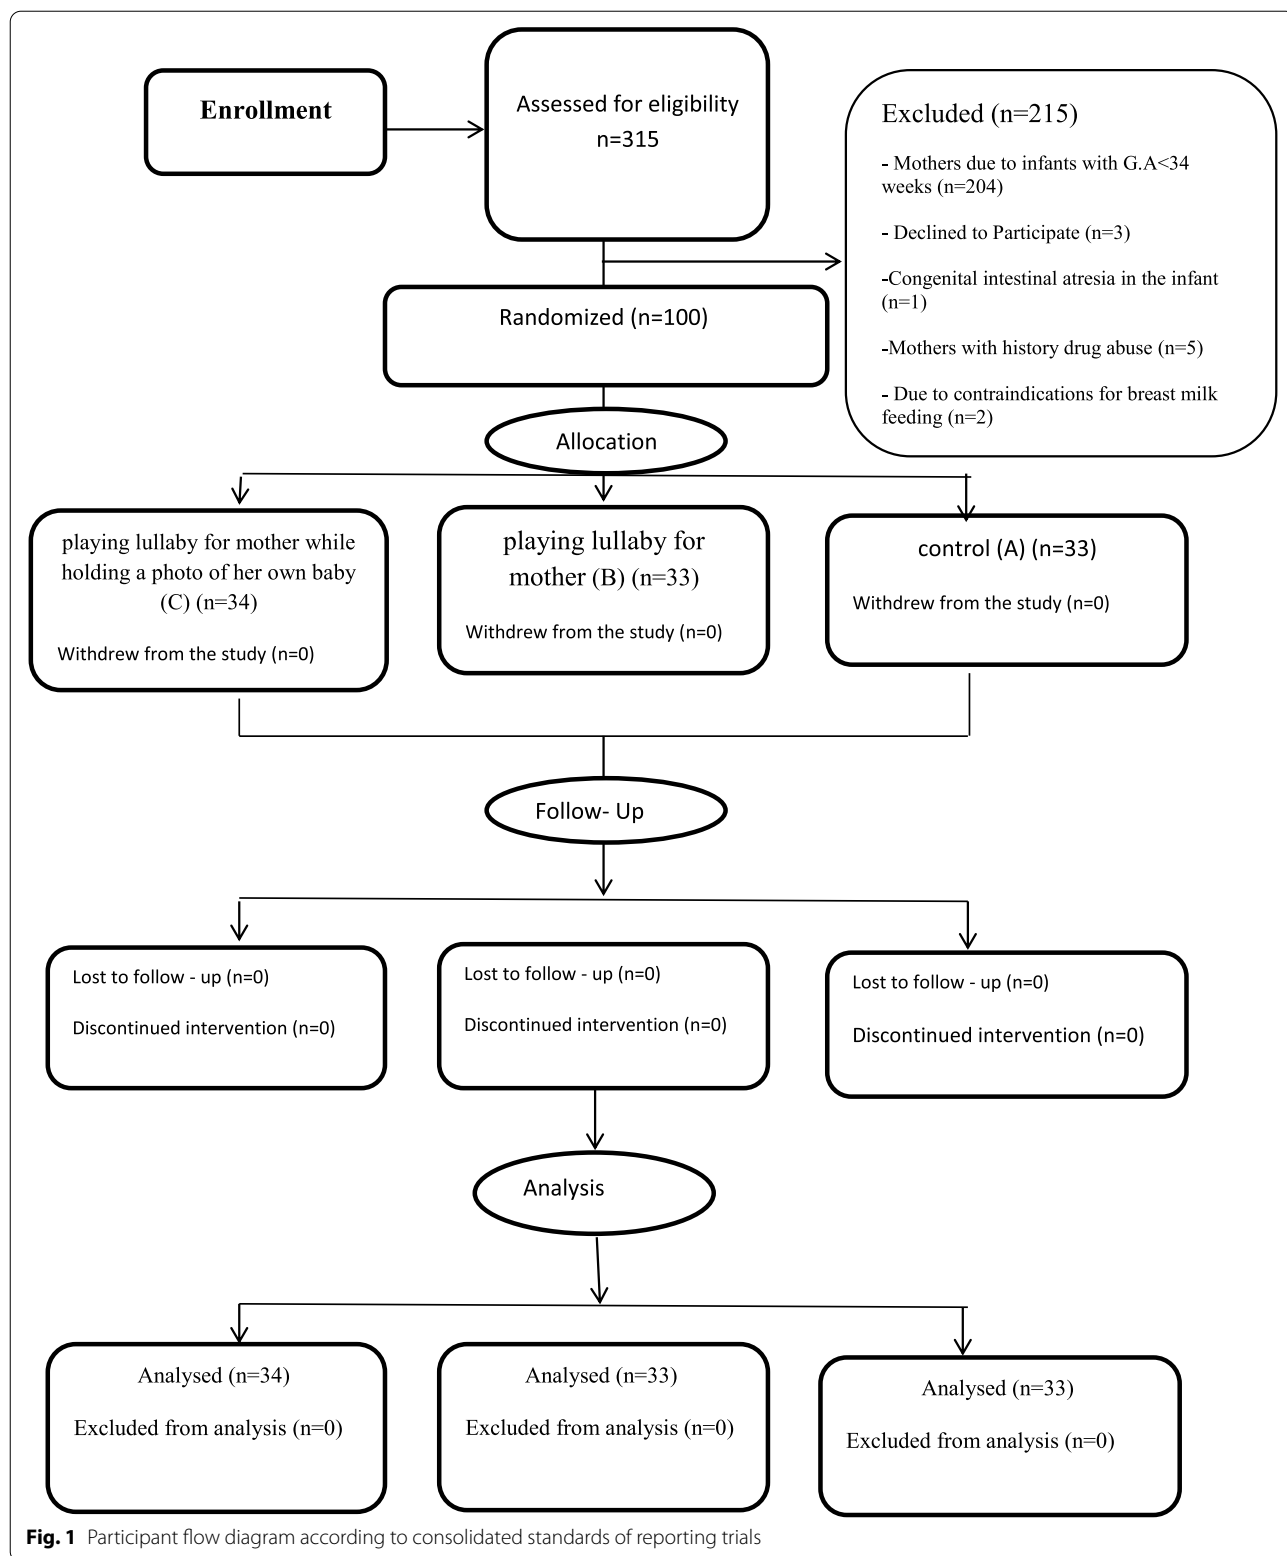 Enrollment
Assessed for eligibility
n=315
Excluded (n=215)
- Mothers due to infants with G.A<34
weeks (n=204)
- Declined to Participate (n=3)
-Congenital intestinal atresia in the infant
(n=1)
-Mothers with history drug abuse (n=5)
- Due to contraindications for breast milk
feeding (n=2)
Randomized (n=100)
Allocation
playing lullaby for mother while
holding a photo of her own baby
(C) (n=34)
Withdrew from the study (n=0)
playing lullaby for
mother (B) (n=33)
Withdrew from the study (n=0)
control (A) (n=33)
Withdrew from the study (n=0)
Follow- Up
Lost to follow - up (n=0)
Discontinued intervention (n=0)
Lost to follow - up (n=0)
Discontinued intervention (n=0)
Lost to follow - up (n=0)
Discontinued intervention (n=0)
Analysis
Analysed (n=34)
Excluded from analysis (n=0)
Analysed (n=33)
Excluded from analysis (n=0)
Analysed (n=33)
Excluded from analysis (n=0)
Fig. 1 Participant flow diagram according to consolidated standards of reporting trials